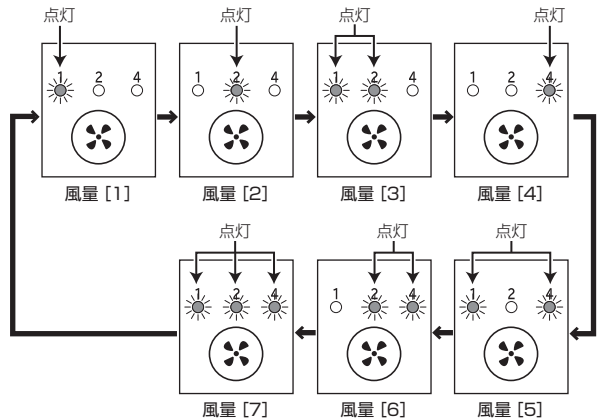 点灯 点灯 点灯 点灯
1 2 4 1 2 4 1 2 4 1 2 4
風量 [1] 風量 [2] 風量 [3] 風量 [4]
点灯 点灯 点灯
1 2 4 1 2 4 1 2 4
風量 [7] 風量 [6] 風量 [5]